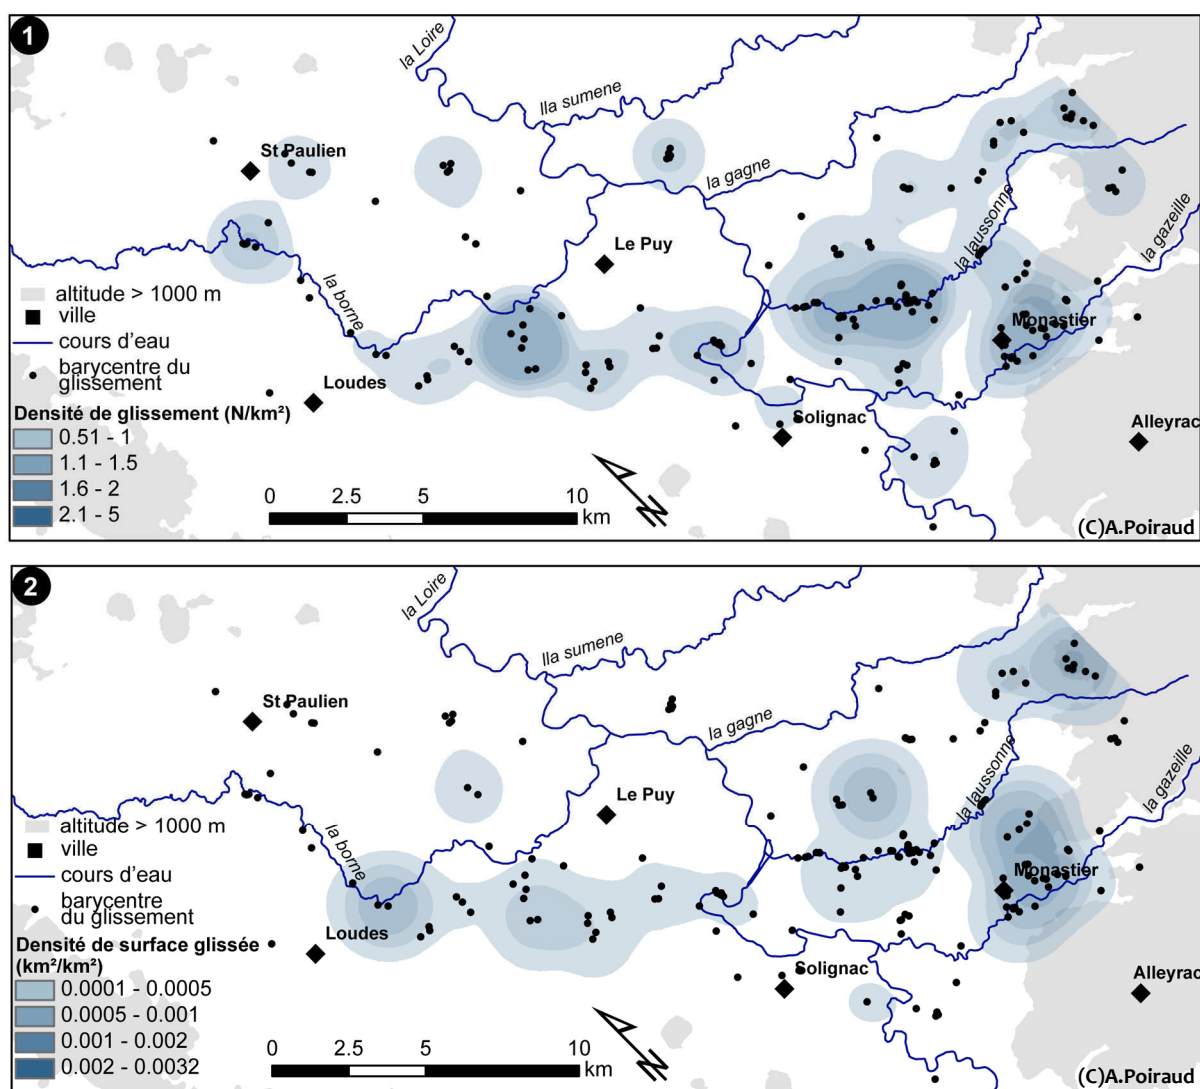 1
la Loire
lla sumene
St Paulien
la gagne
la laussonne
la gazeille
Le Puy
la borne
altitude > 1000 m
ville
cours d'eau
barycentre du
glissement
Monastier
Loudes
Densité de glissement (N/km²)
0.51 - 1
1.1 - 1.5
1.6 - 2
2.1 - 5
Solignac
Alleyrac
0 2.5 5 10
km
N
(C)A.Poiraud
2
la Loire
lla sumene
St Paulien
la gagne
la laussonne
la gazeille
Le Puy
la borne
altitude > 1000 m
ville
cours d'eau
barycentre
du glissement
Monastier
Loudes
Densité de surface glissée
(km²/km²)
0.0001 - 0.0005
0.0005 - 0.001
0.001 - 0.002
0.002 - 0.0032
Solignac
Alleyrac
0 2.5 5 10
km
N
(C)A.Poiraud